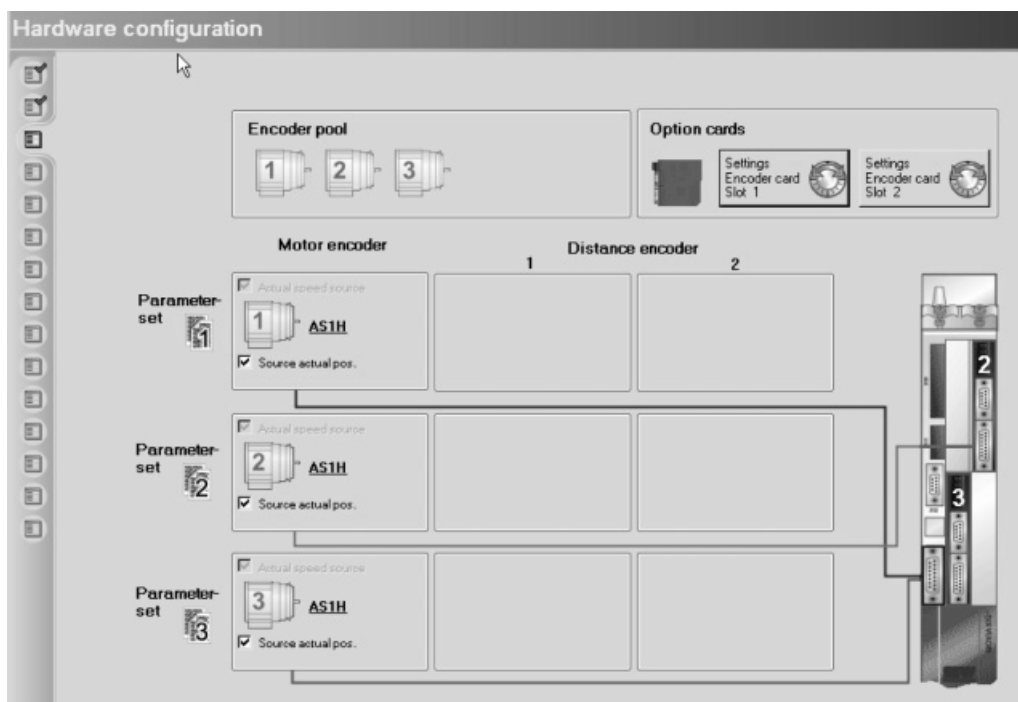 Hardware configuration
Encoder pool
1 2 3
Option cards
Settings
Encoder card
Slot 1
Settings
Encoder card
Slot 2
Motor encoder
Distance encoder
1 2
Parameter-
set
1
Actual speed source
1 AS1H
Source actual pos.
Parameter-
set
2
Actual speed source
2 AS1H
Source actual pos.
Parameter-
set
3
Actual speed source
3 AS1H
Source actual pos.
2
3